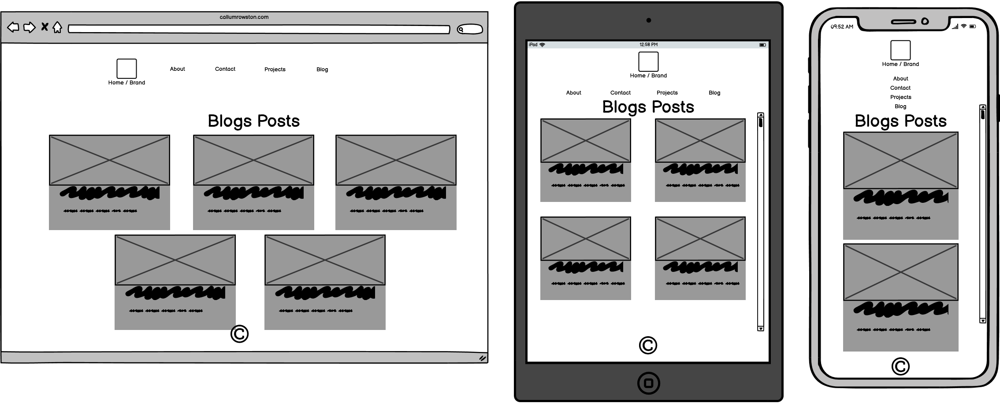 callumrowston.com
About Contact Projects Blog
Home / Brand
Blogs Posts
©
iPad 12:58 PM
Home / Brand
About Contact Projects Blog
Blogs Posts
©
09:52 AM
Home / Brand
About
Contact
Projects
Blog
Blogs Posts
©